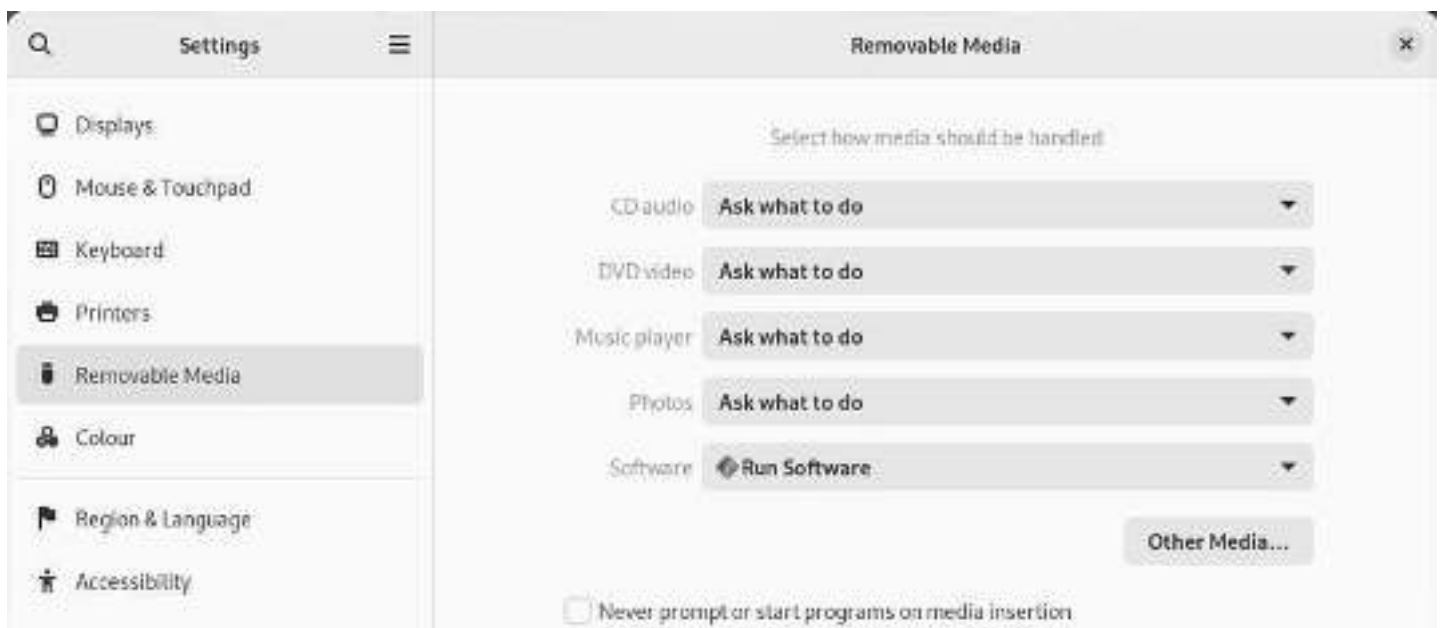 Settings
Removable Media
Displays
Mouse & Touchpad
Keyboard
Printers
Removable Media
Colour
Region & Language
Accessibility
Select how media should be handled
CD audio Ask what to do
DVD video Ask what to do
Music player Ask what to do
Photos Ask what to do
Software Run Software
Other Media...
Never prompt or start programs on media insertion